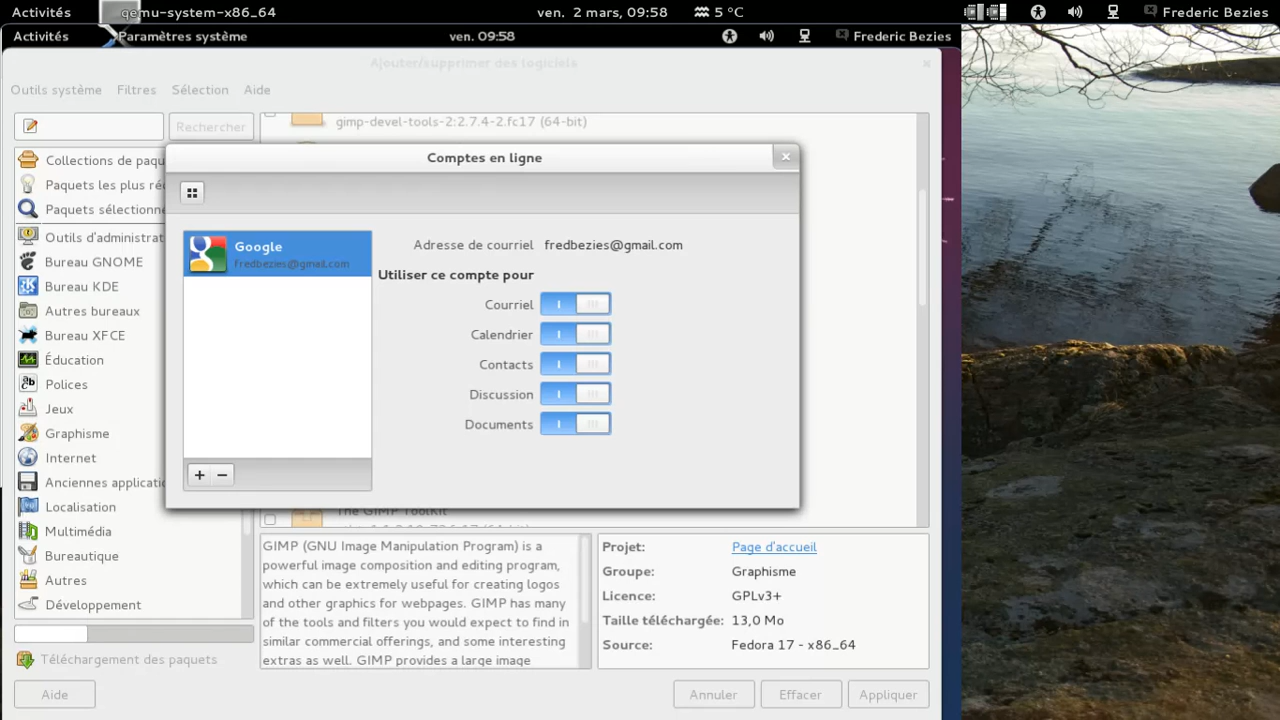 Activités qemu-system-x86_64 ven. 2 mars, 09:58 5 °C Frederic Bezies
Activités Paramètres système ven. 09:58 Frederic Bezies
Ajouter/supprimer des logiciels
Outils système Filtres Sélection Aide
Rechercher
gimp-devel-tools-2:2.7.4-2.fc17 (64-bit)
Collections de paqu
Paquets les plus réc
Paquets sélectionné
Outils d'administrat
Bureau GNOME
Bureau KDE
Autres bureaux
Bureau XFCE
Éducation
Polices
Jeux
Graphisme
Internet
Anciennes applicatio
Localisation
Multimédia
Bureautique
Autres
Développement
Téléchargement des paquets
Comptes en ligne
Google
fredbezies@gmail.com
Adresse de courriel fredbezies@gmail.com
Utiliser ce compte pour
Courriel
Calendrier
Contacts
Discussion
Documents
The GIMP ToolKit
GIMP (GNU Image Manipulation Program) is a
powerful image composition and editing program,
which can be extremely useful for creating logos
and other graphics for webpages. GIMP has many
of the tools and filters you would expect to find in
similar commercial offerings, and some interesting
extras as well. GIMP provides a large image
Projet: Page d'accueil
Groupe: Graphisme
Licence: GPLv3+
Taille téléchargée: 13,0 Mo
Source: Fedora 17 - x86_64
Aide Annuler Effacer Appliquer